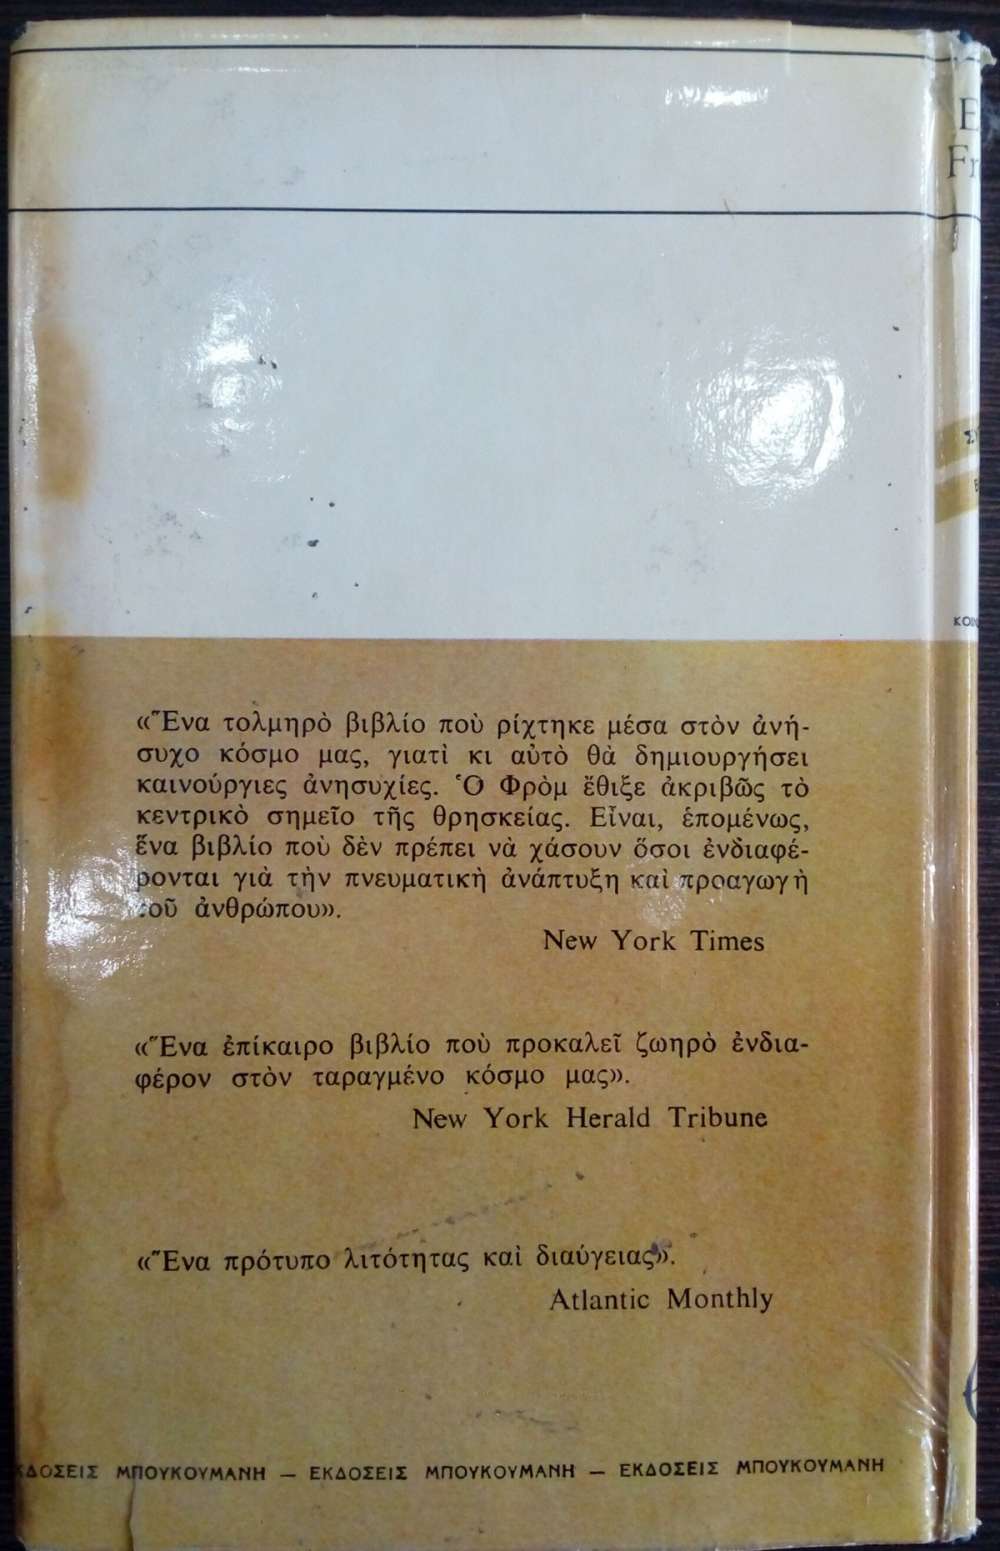 «Ἕνα τολμηρὸ βιβλίο ποὺ ρίχτηκε μέσα στὸν ἀνή-
συχο κόσμο μας, γιατὶ κι αὐτὸ θὰ δημιουργήσει
καινούργιες ἀνησυχίες. Ὁ Φρὸμ ἔθιξε ἀκριβῶς τὸ
κεντρικὸ σημεῖο τῆς θρησκείας. Εἶναι, ἑπομένως,
ἕνα βιβλίο ποὺ δὲν πρέπει νὰ χάσουν ὅσοι ἐνδιαφέ-
ρονται γιὰ τὴν πνευματικὴ ἀνάπτυξη καὶ προαγωγὴ
τοῦ ἀνθρώπου».
New York Times
«Ἕνα ἐπίκαιρο βιβλίο ποὺ προκαλεῖ ζωηρὸ ἐνδια-
φέρον στὸν ταραγμένο κόσμο μας».
New York Herald Tribune
«Ἕνα πρότυπο λιτότητας καὶ διαύγειας».
Atlantic Monthly
ΕΚΔΟΣΕΙΣ ΜΠΟΥΚΟΥΜΑΝΗ — ΕΚΔΟΣΕΙΣ ΜΠΟΥΚΟΥΜΑΝΗ — ΕΚΔΟΣΕΙΣ ΜΠΟΥΚΟΥΜΑΝΗ